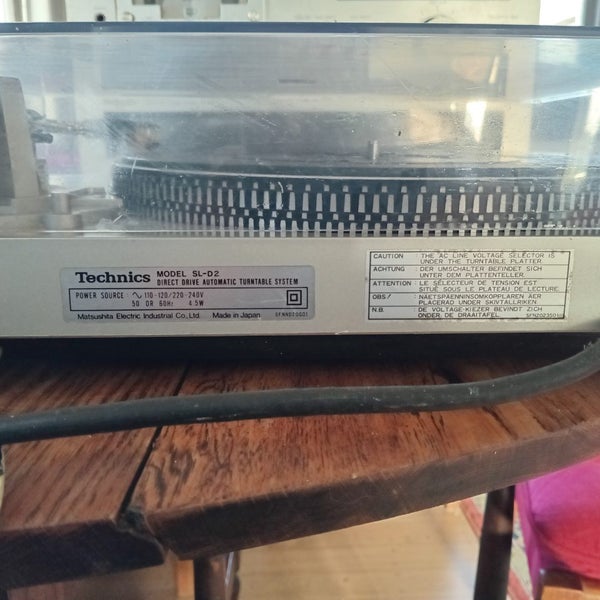 Technics MODEL SL-D2
DIRECT DRIVE AUTOMATIC TURNTABLE SYSTEM
POWER SOURCE : ∿ 110-120/220-240V
50 OR 60Hz 4.5W
Matsushita Electric Industrial Co., Ltd. Made in Japan
CAUTION : THE AC LINE VOLTAGE SELECTOR IS
UNDER THE TURNTABLE PLATTER.
ACHTUNG : DER UMSCHALTER BEFINDET SICH
UNTER DEM PLATTENTELLER.
ATTENTION : LE SÉLECTEUR DE TENSION EST
SITUÉ SOUS LE PLATEAU DE LECTURE.
OBS! : NAETSPAENNINSOMKOPPLAREN AER
PLACERAD UNDER SKIVTALLRIKEN.
N.B. : DE VOLTAGE-KIEZER BEVINDT ZICH
ONDER DE DRAAITAFEL.